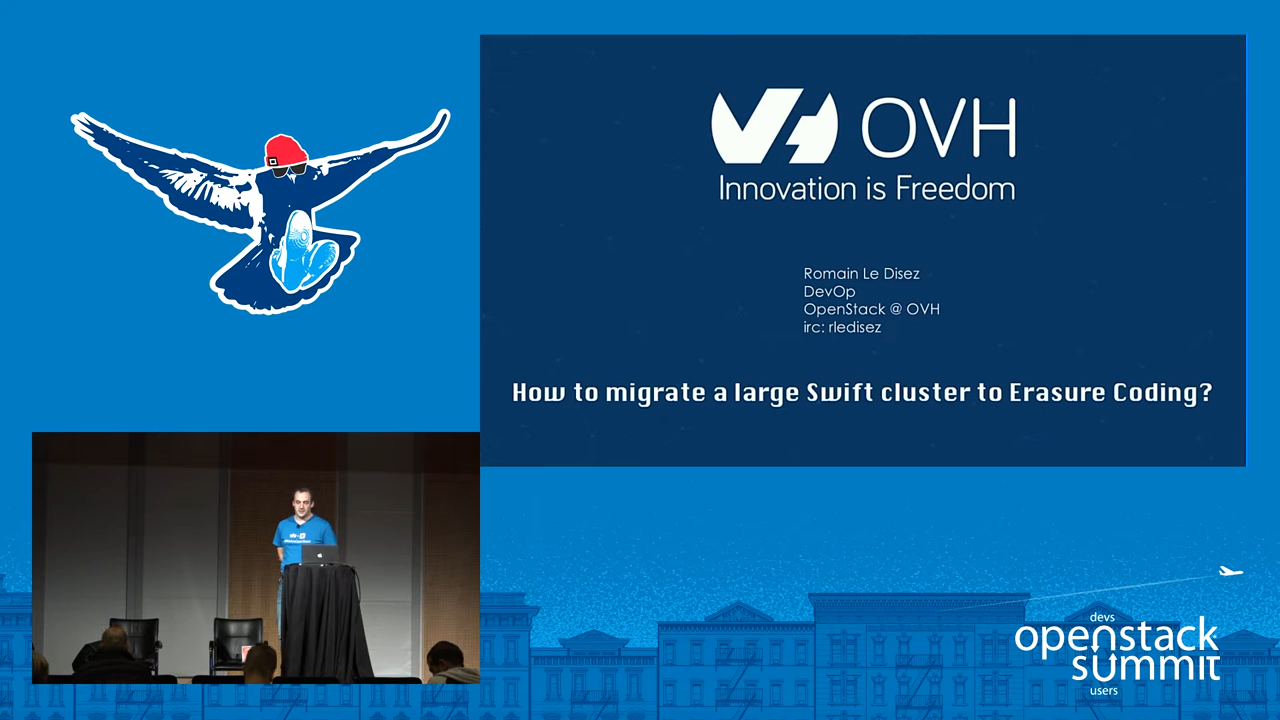 OVH
Innovation is Freedom
Romain Le Disez
DevOp
OpenStack @ OVH
irc: rledisez
How to migrate a large Swift cluster to Erasure Coding?
devs
openstack
summit
users